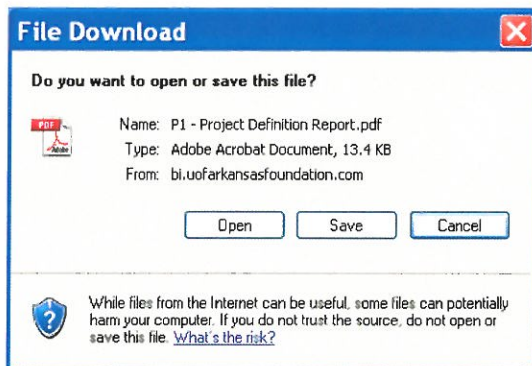 File Download
Do you want to open or save this file?
PDF
Adobe
Name: P1 - Project Definition Report.pdf
Type: Adobe Acrobat Document, 13.4 KB
From: bi.uofarkansasfoundation.com
Open Save Cancel
While files from the Internet can be useful, some files can potentially
harm your computer. If you do not trust the source, do not open or
save this file. What's the risk?